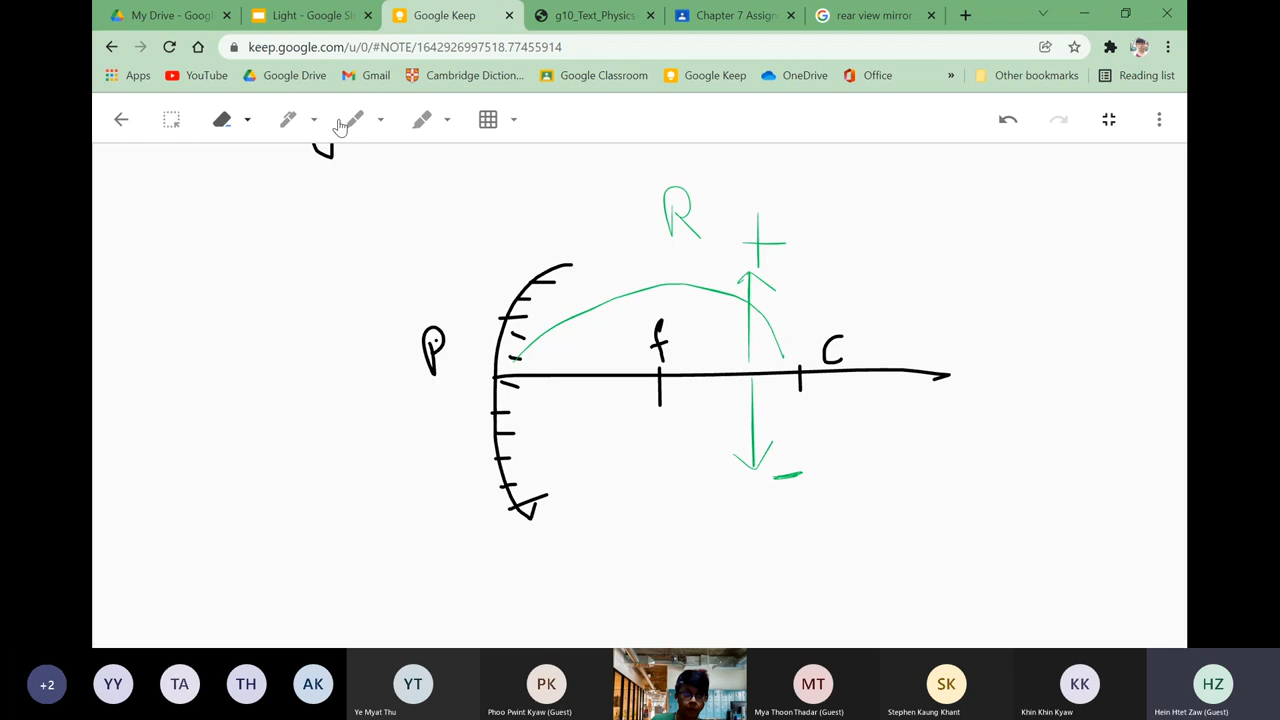 My Drive - Googl
Light - Google Sli
Google Keep
g10_Text_Physics-
Chapter 7 Assign
rear view mirror
keep.google.com/u/0/#NOTE/1642926997518.77455914
Apps
YouTube
Google Drive
Gmail
Cambridge Diction...
Google Classroom
Google Keep
OneDrive
Office
»
Other bookmarks
Reading list
R
+
P
f
C
-
+2
YY
TA
TH
AK
YT
PK
MT
SK
KK
HZ
Ye Myat Thu
Phoo Pwint Kyaw (Guest)
Mya Thoon Thadar (Guest)
Stephen Kaung Khant
Khin Khin Kyaw
Hein Htet Zaw (Guest)